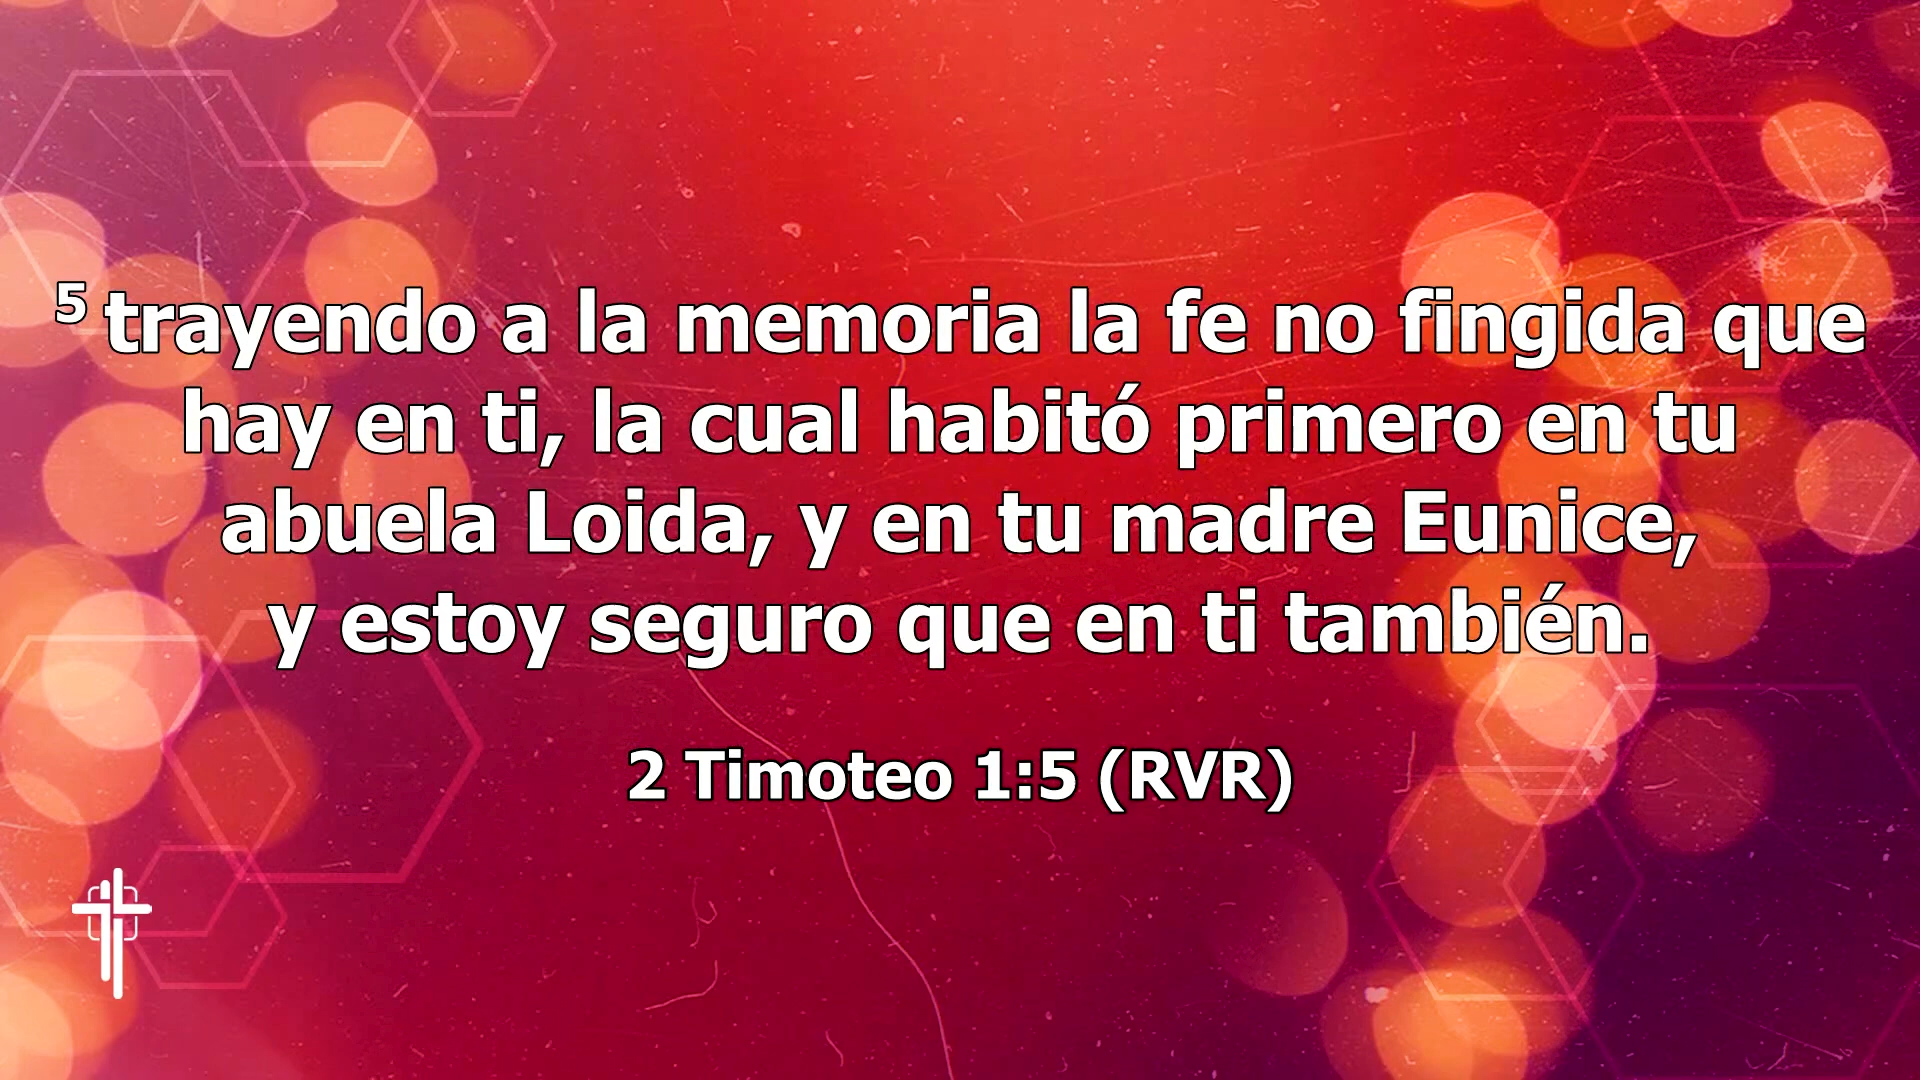 5 trayendo a la memoria la fe no fingida que
hay en ti, la cual habitó primero en tu
abuela Loida, y en tu madre Eunice,
y estoy seguro que en ti también.
2 Timoteo 1:5 (RVR)